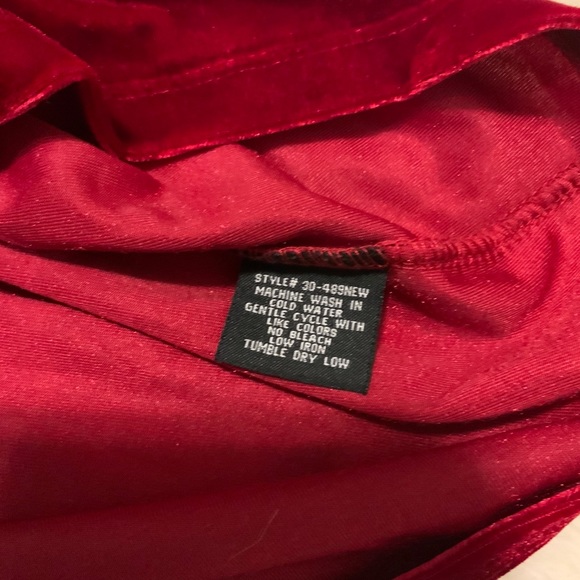 STYLE# 30-489NEW
MACHINE WASH IN
COLD WATER
GENTLE CYCLE WITH
LIKE COLORS
NO BLEACH
LOW IRON
TUMBLE DRY LOW